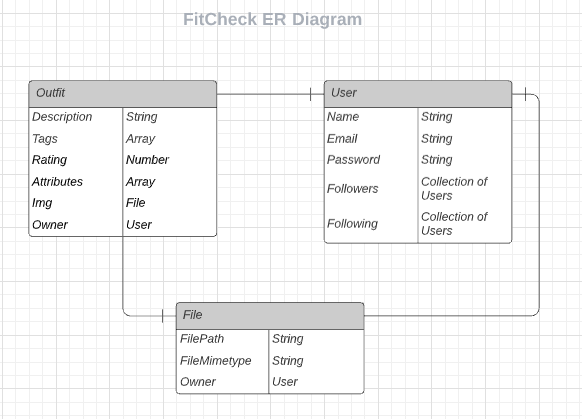 FitCheck ER Diagram
Outfit
Description String
Tags Array
Rating Number
Attributes Array
Img File
Owner User
User
Name String
Email String
Password String
Followers Collection of
Users
Following Collection of
Users
File
FilePath String
FileMimetype String
Owner User